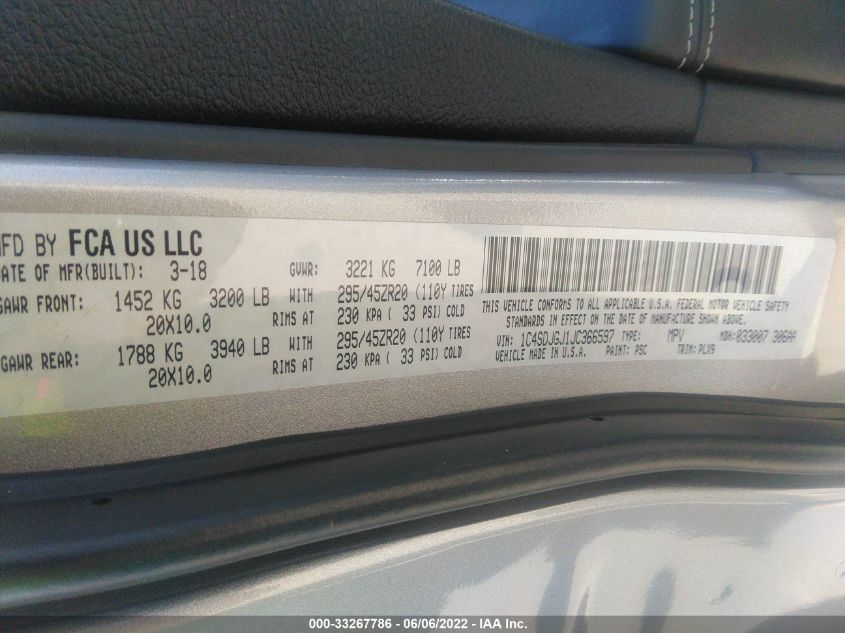 MFD BY FCA US LLC
DATE OF MFR(BUILT): 3-18 GVWR: 3221 KG 7100 LB
GAWR FRONT: 1452 KG 3200 LB WITH 295/45ZR20 (110Y TIRES
20X10.0 RIMS AT 230 KPA ( 33 PSI) COLD
GAWR REAR: 1788 KG 3940 LB WITH 295/45ZR20 (110Y TIRES
20X10.0 RIMS AT 230 KPA ( 33 PSI) COLD
THIS VEHICLE CONFORMS TO ALL APPLICABLE U.S.A. FEDERAL MOTOR VEHICLE SAFETY
STANDARDS IN EFFECT ON THE DATE OF MANUFACTURE SHOWN ABOVE.
VIN: 1C4SDJGJ1JC366597 TYPE: MPV MDH: 033007 306AA
VEHICLE MADE IN U.S.A. PAINT: PSC TRIM: PLX9
000-33267786 - 06/06/2022 - IAA Inc.